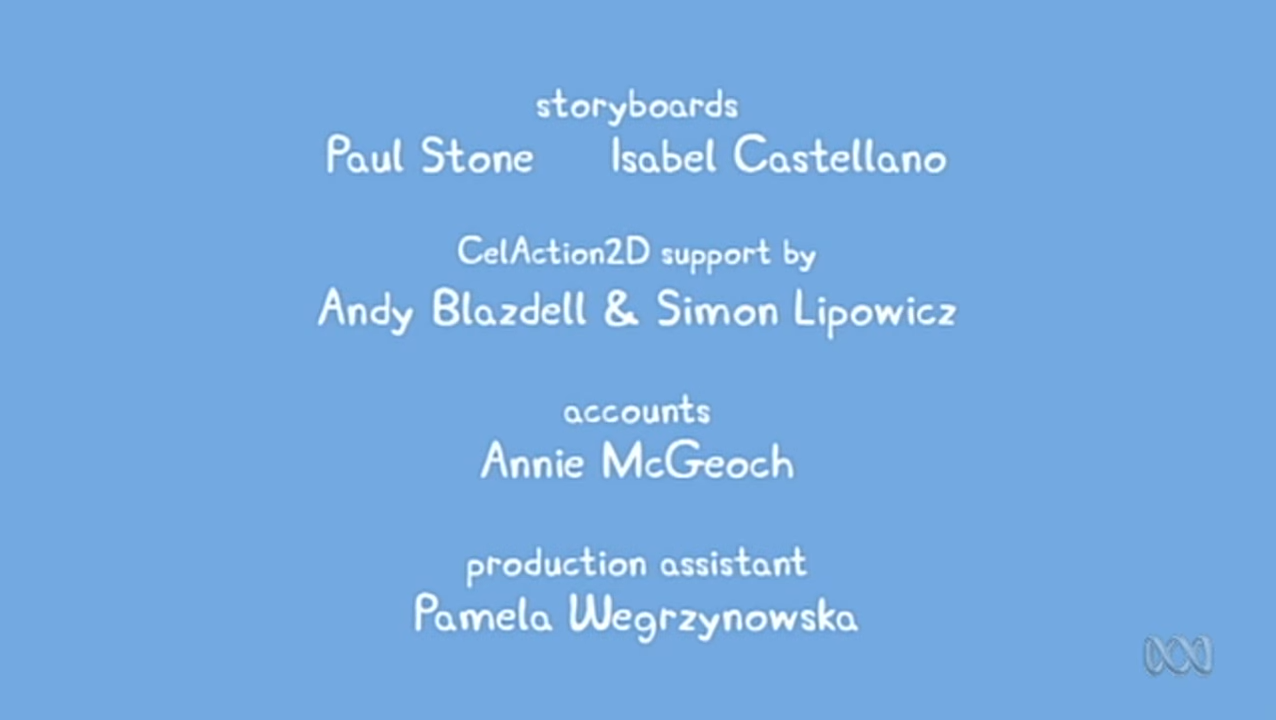 storyboards
Paul Stone Isabel Castellano
CelAction2D support by
Andy Blazdell & Simon Lipowicz
accounts
Annie McGeoch
production assistant
Pamela Wegrzynowska